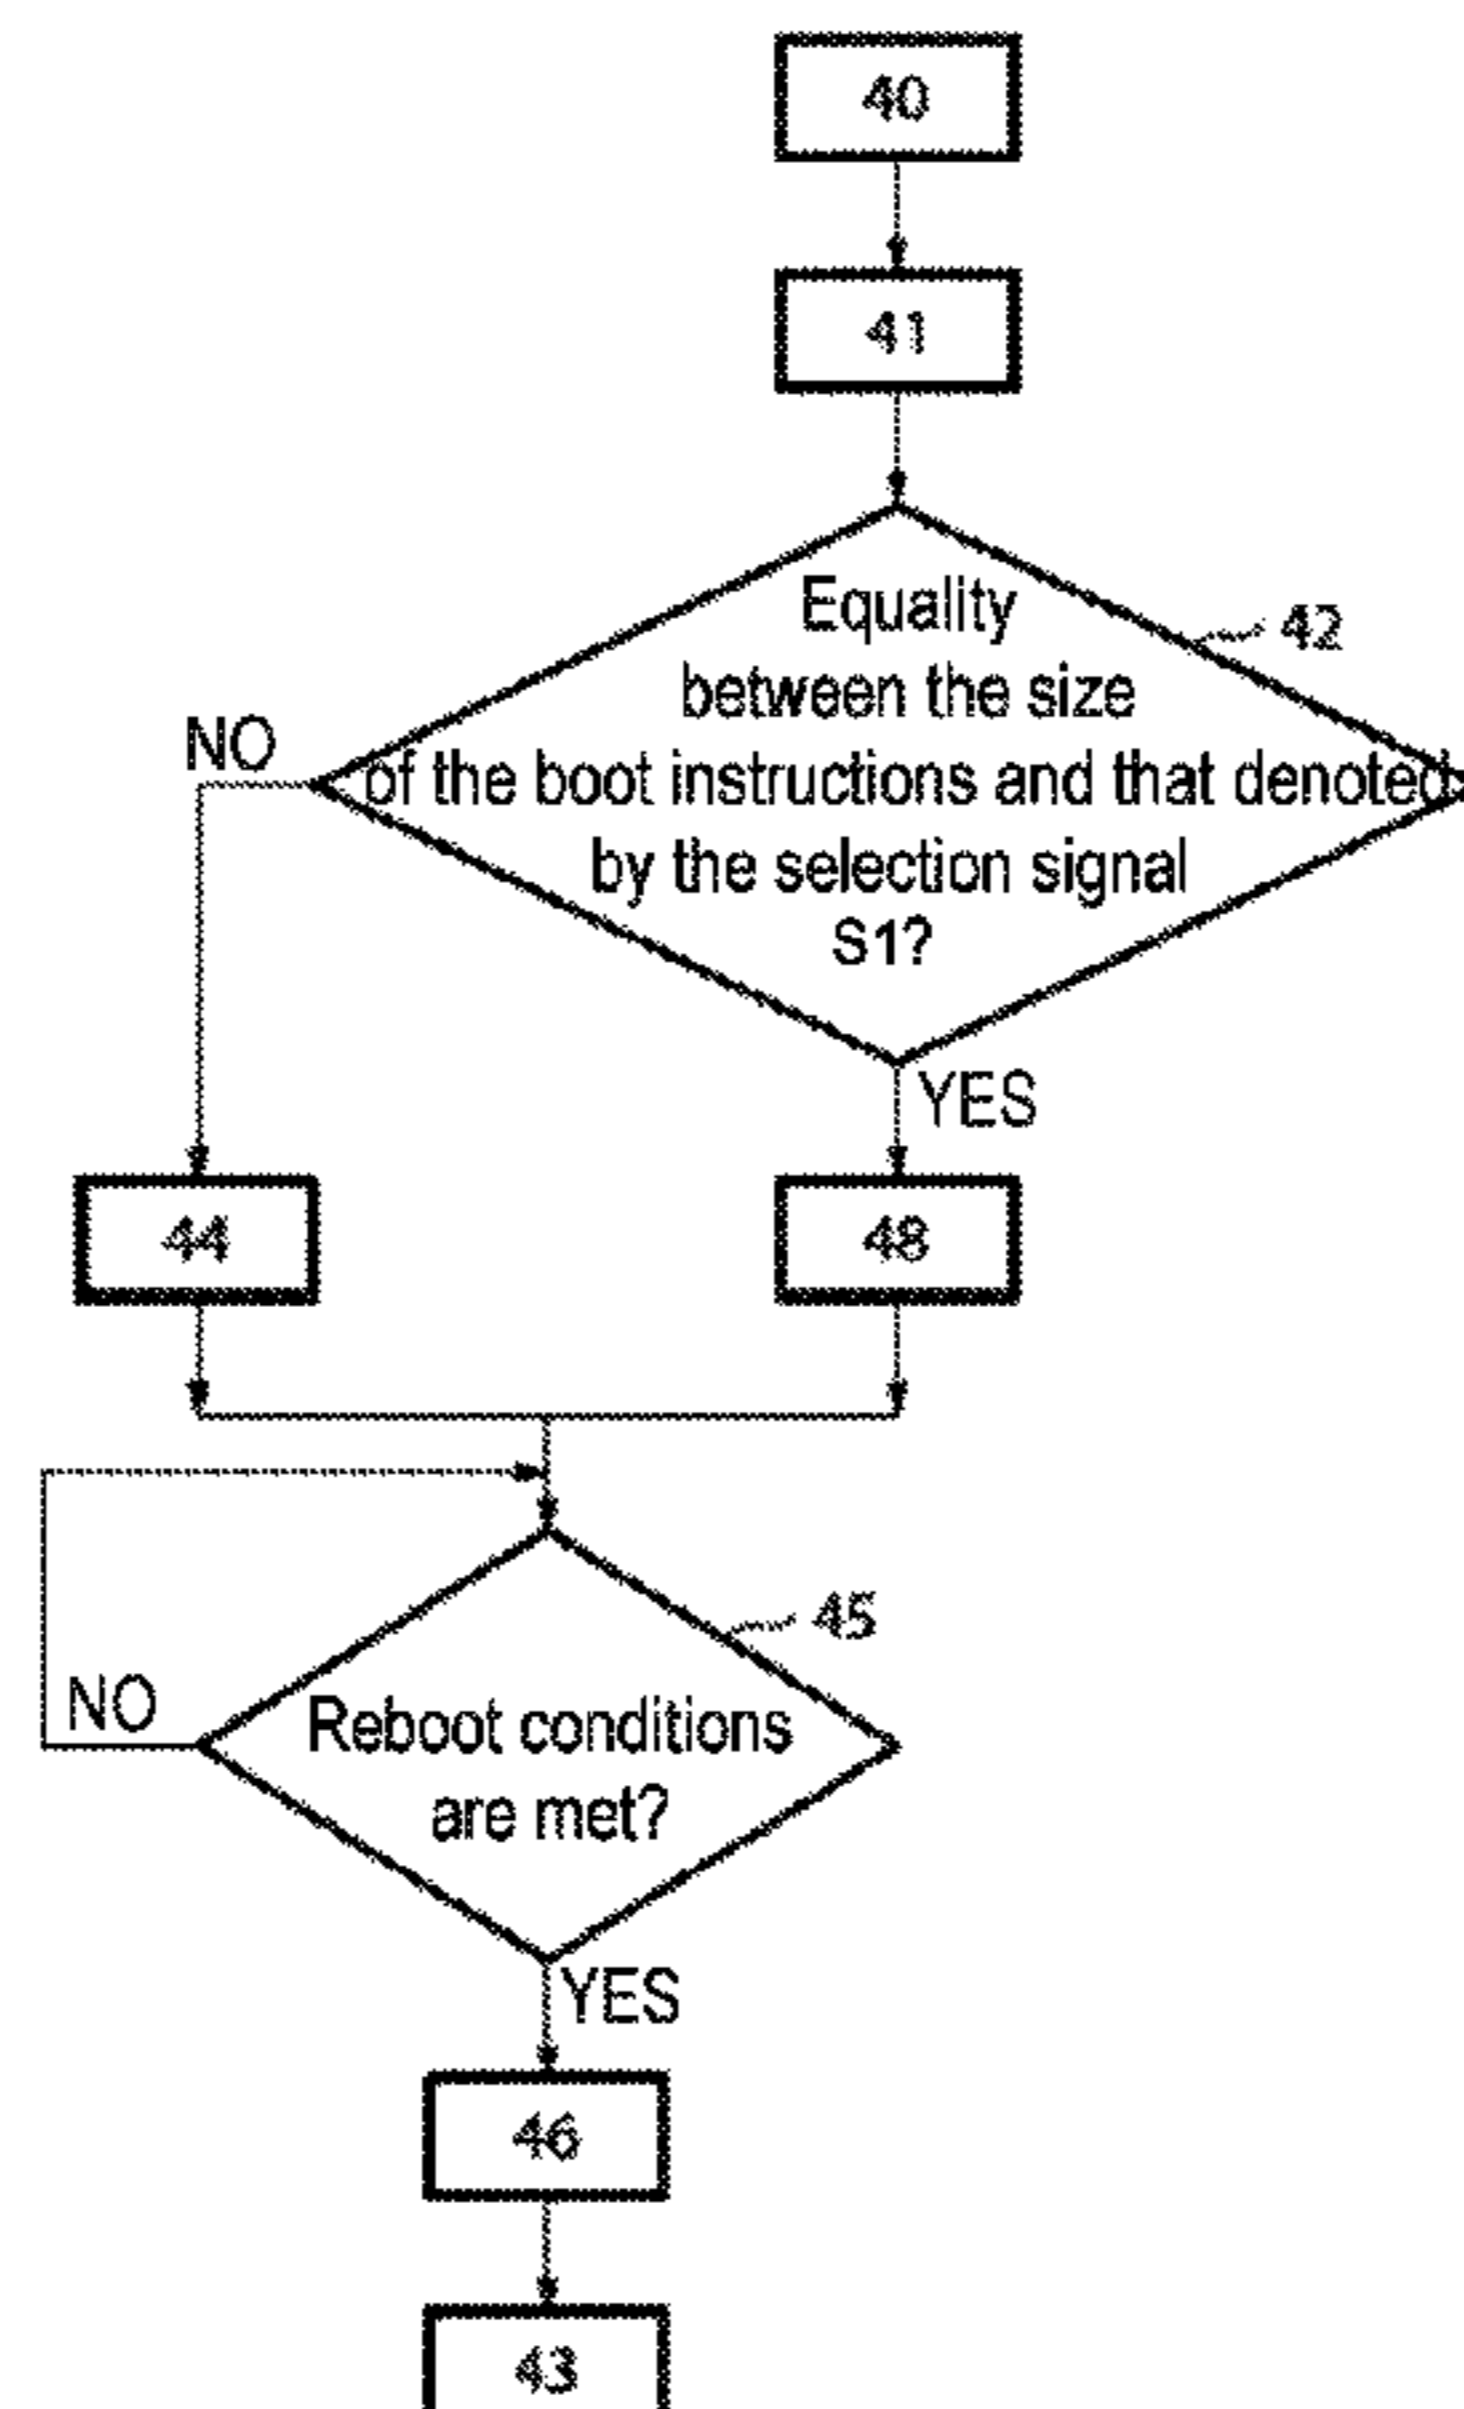 40
41
42
Equality
between the size
of the boot instructions and that denoted
by the selection signal
S1?
NO
YES
44
48
45
Reboot conditions
are met?
NO
YES
46
43